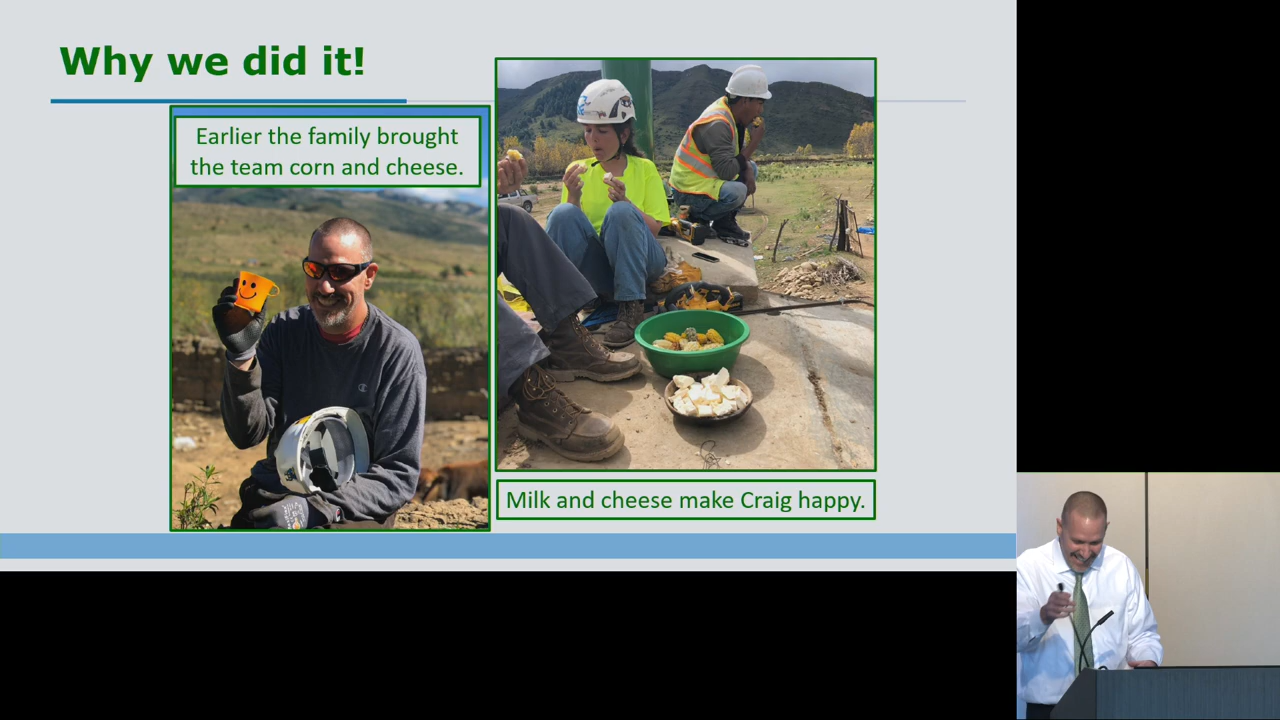 Why we did it!
Earlier the family brought
the team corn and cheese.
Milk and cheese make Craig happy.